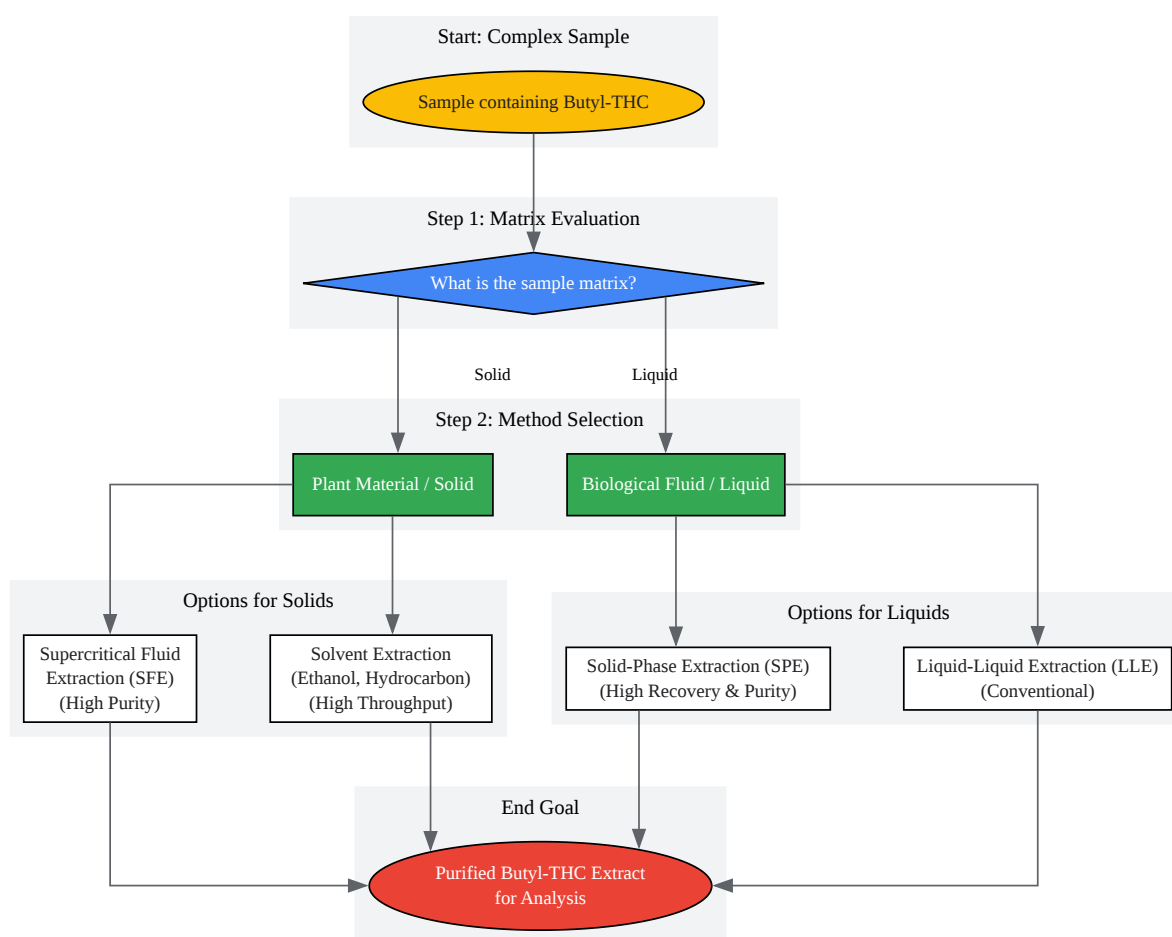 Start: Complex Sample
Sample containing Butyl-THC
Step 1: Matrix Evaluation
What is the sample matrix?
Solid
Liquid
Step 2: Method Selection
Plant Material / Solid
Biological Fluid / Liquid
Options for Solids
Supercritical Fluid
Extraction (SFE)
(High Purity)
Solvent Extraction
(Ethanol, Hydrocarbon)
(High Throughput)
Options for Liquids
Solid-Phase Extraction (SPE)
(High Recovery & Purity)
Liquid-Liquid Extraction (LLE)
(Conventional)
End Goal
Purified Butyl-THC Extract
for Analysis